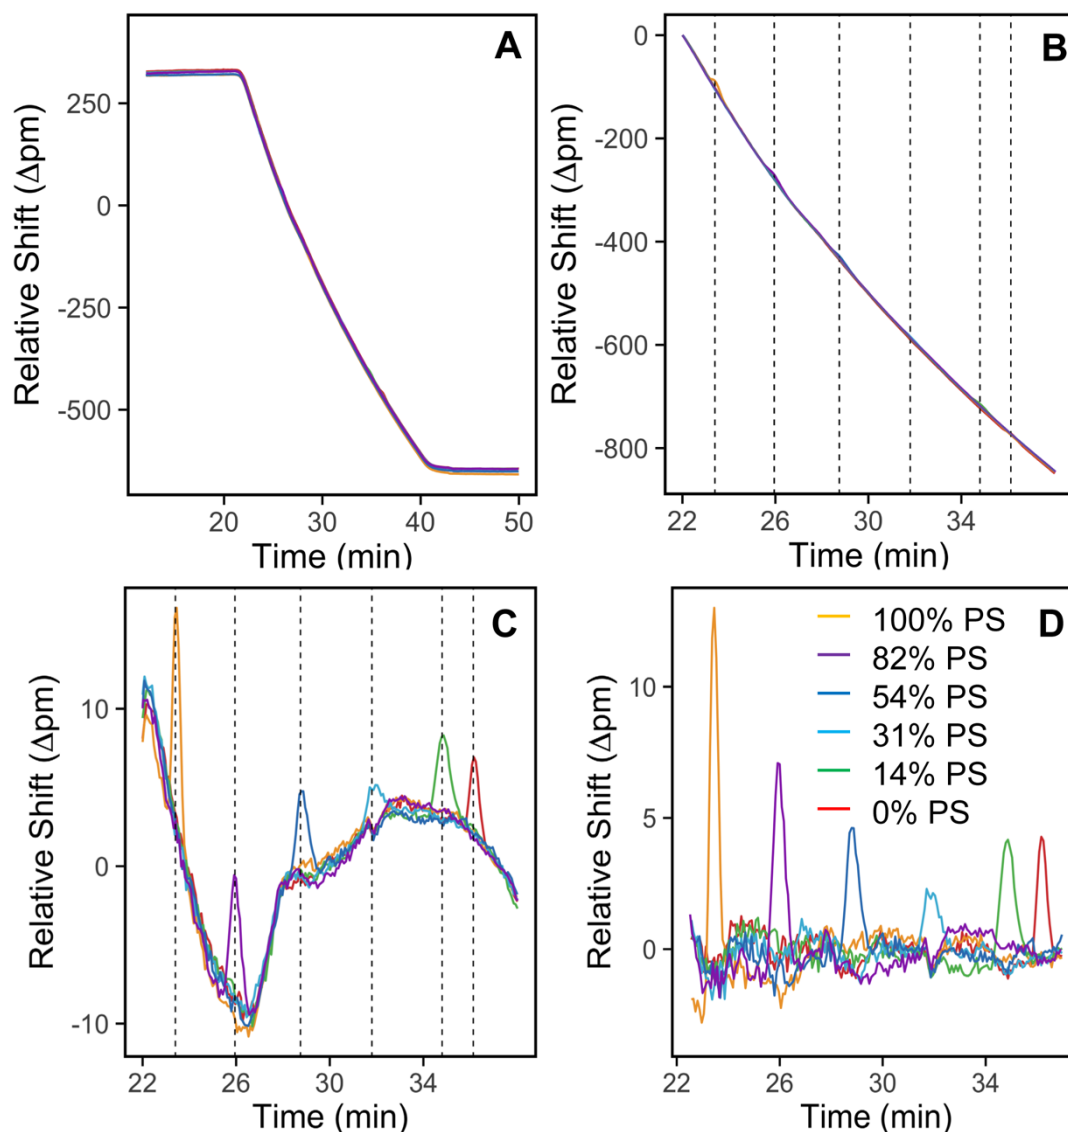 A
Relative Shift (Δpm)
250
0
-250
-500
20
30
40
50
Time (min)
B
Relative Shift (Δpm)
0
-200
-400
-600
-800
22
26
30
34
Time (min)
C
Relative Shift (Δpm)
10
0
-10
22
26
30
34
Time (min)
D
Relative Shift (Δpm)
10
5
0
100% PS
82% PS
54% PS
31% PS
14% PS
0% PS
22
26
30
34
Time (min)